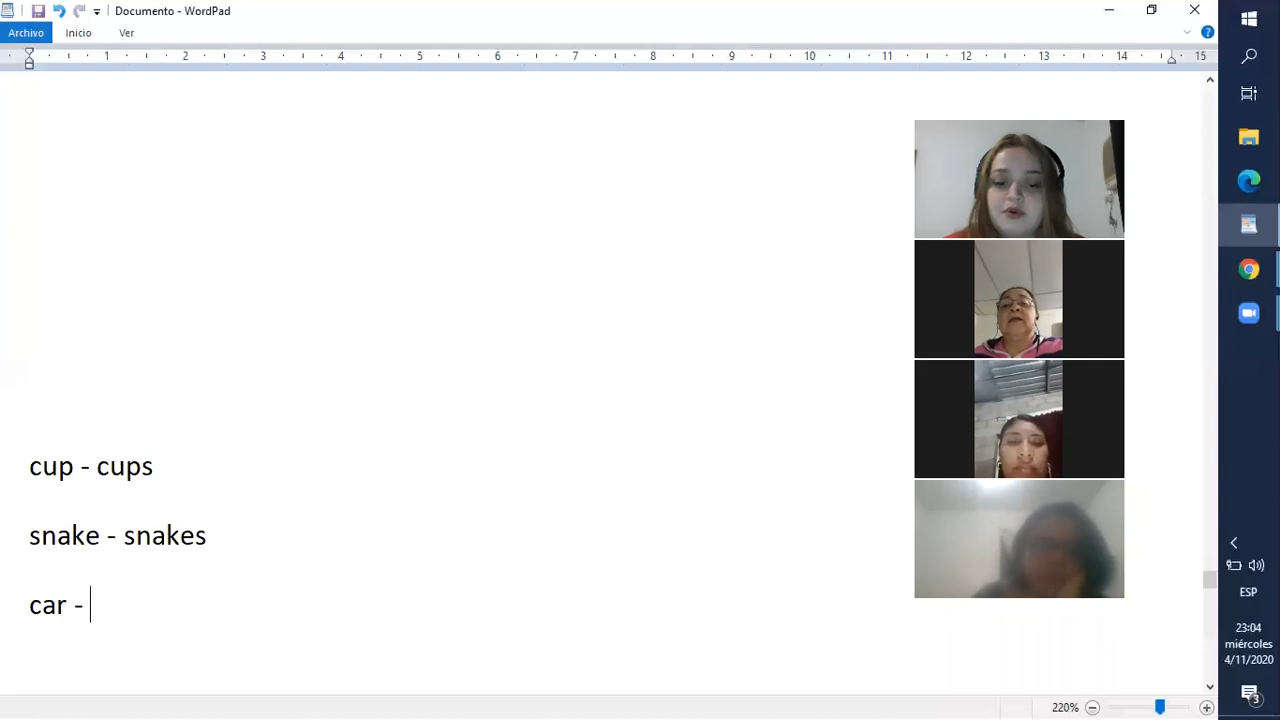 Documento - WordPad
Archivo
Inicio
Ver
1 2 3 4 5 6 7 8 9 10 11 12 13 14 15
cup - cups
snake - snakes
car -
ESP
23:04
miércoles
4/11/2020
3
220%